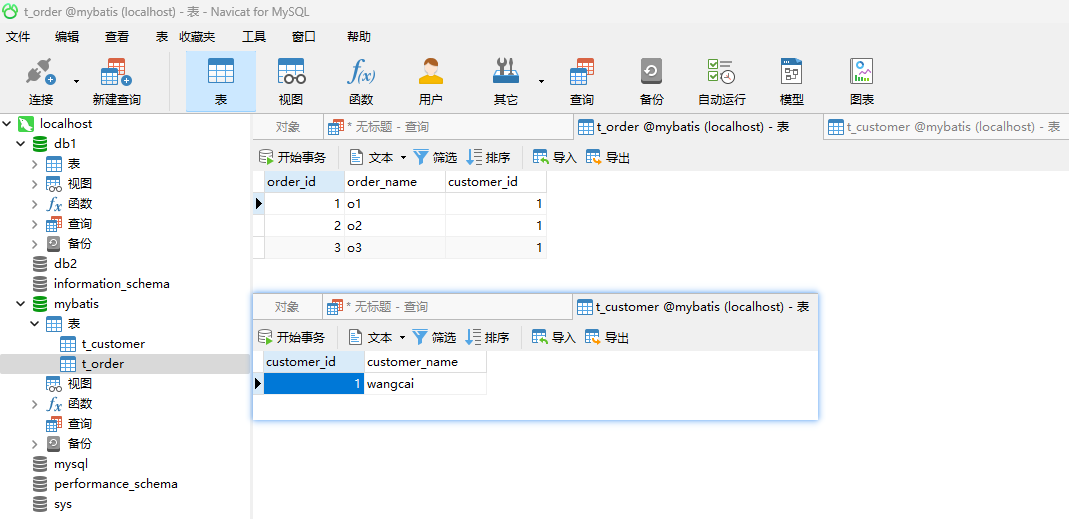 t_order @mybatis (localhost) - 表 - Navicat for MySQL
文件 编辑 查看 表 收藏夹 工具 窗口 帮助
连接 新建查询 表 视图 函数 用户 其它 查询 备份 自动运行 模型 图表
localhost
db1
表
视图
函数
查询
备份
db2
information_schema
mybatis
表
t_customer
t_order
视图
函数
查询
备份
mysql
performance_schema
sys
对象 * 无标题 - 查询 t_order @mybatis (localhost) - 表 t_customer @mybatis (localhost) - 表
开始事务 文本 筛选 排序 导入 导出
order_id order_name customer_id
1 o1 1
2 o2 1
3 o3 1
对象 * 无标题 - 查询 t_customer @mybatis (localhost) - 表
开始事务 文本 筛选 排序 导入 导出
customer_id customer_name
1 wangcai